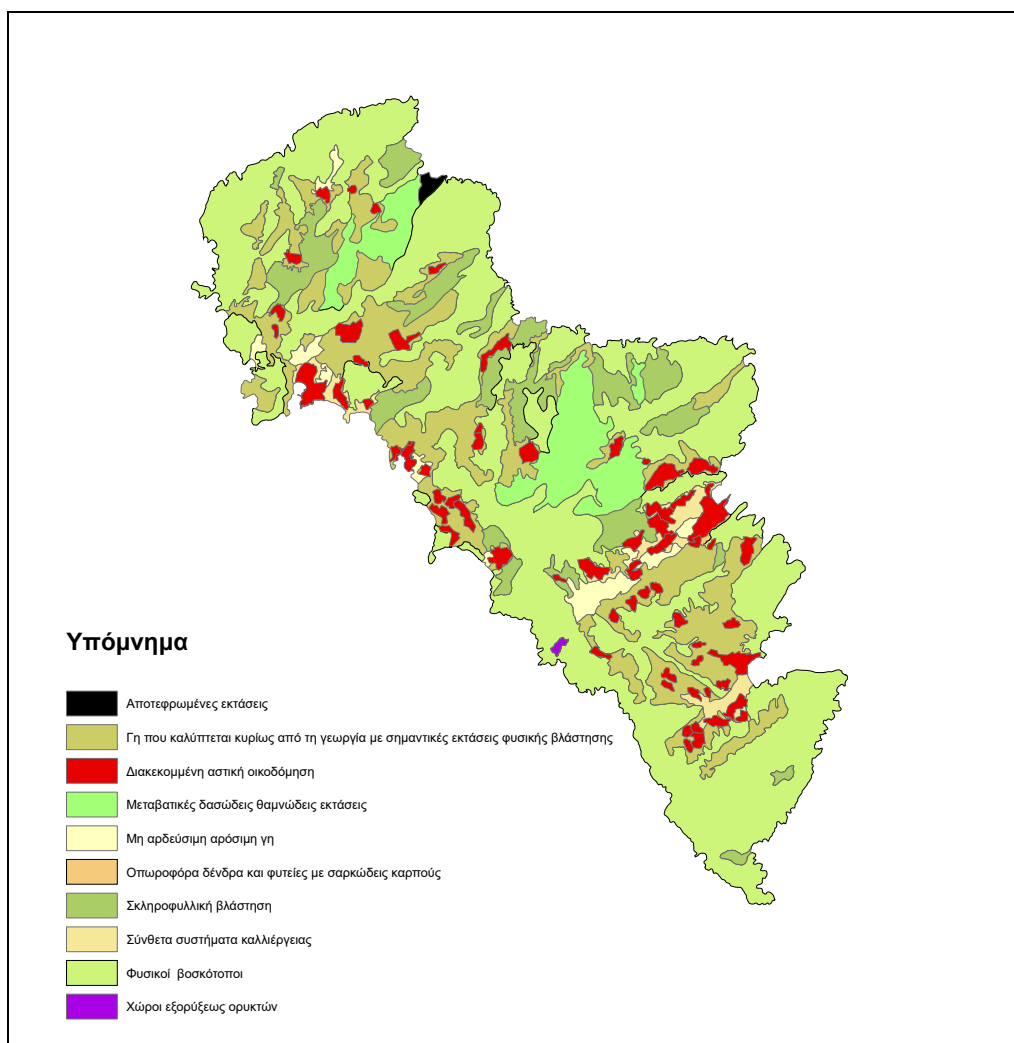 Υπόμνημα
Αποτεφρωμένες εκτάσεις
Γη που καλύπτεται κυρίως από τη γεωργία με σημαντικές εκτάσεις φυσικής βλάστησης
Διακεκομμένη αστική οικοδόμηση
Μεταβατικές δασώδεις θαμνώδεις εκτάσεις
Μη αρδεύσιμη αρόσιμη γη
Οπωροφόρα δένδρα και φυτείες με σαρκώδεις καρπούς
Σκληροφυλλική βλάστηση
Σύνθετα συστήματα καλλιέργειας
Φυσικοί βοσκότοποι
Χώροι εξορύξεως ορυκτών